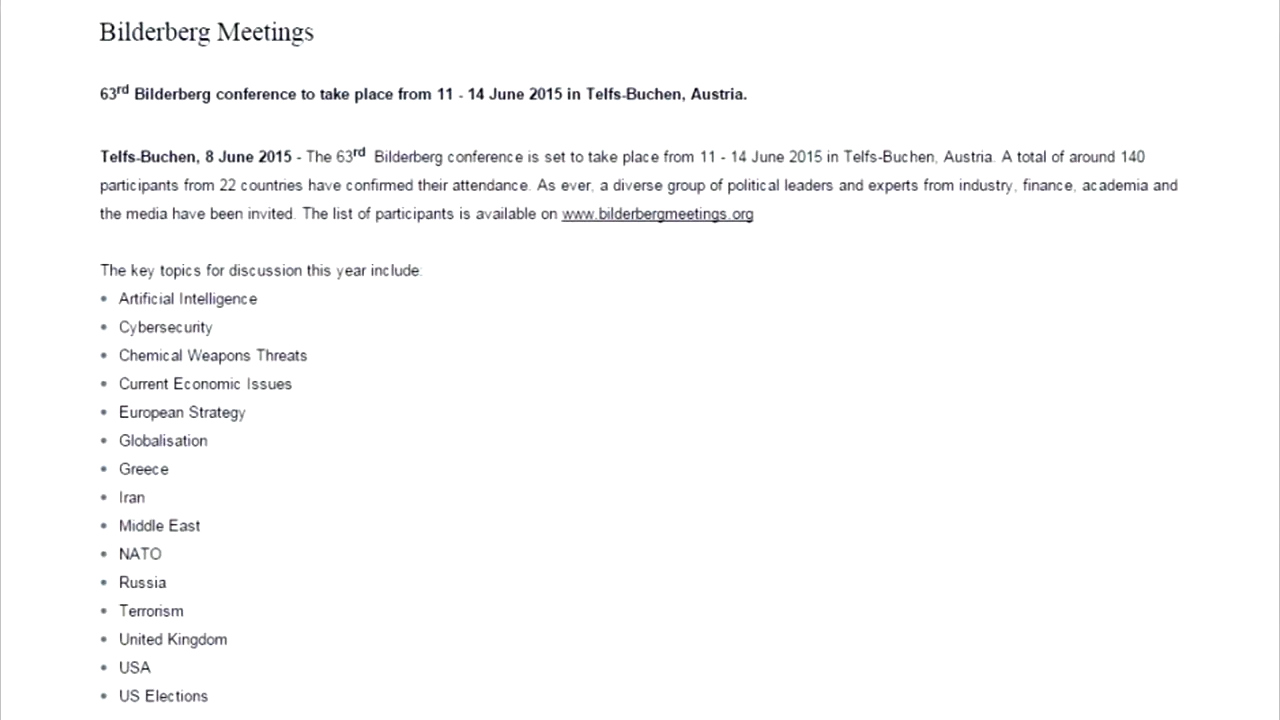 Bilderberg Meetings
63rd Bilderberg conference to take place from 11 - 14 June 2015 in Telfs-Buchen, Austria.
Telfs-Buchen, 8 June 2015 - The 63rd Bilderberg conference is set to take place from 11 - 14 June 2015 in Telfs-Buchen, Austria. A total of around 140
participants from 22 countries have confirmed their attendance. As ever, a diverse group of political leaders and experts from industry, finance, academia and
the media have been invited. The list of participants is available on www.bilderbergmeetings.org
The key topics for discussion this year include:
• Artificial Intelligence
• Cybersecurity
• Chemical Weapons Threats
• Current Economic Issues
• European Strategy
• Globalisation
• Greece
• Iran
• Middle East
• NATO
• Russia
• Terrorism
• United Kingdom
• USA
• US Elections